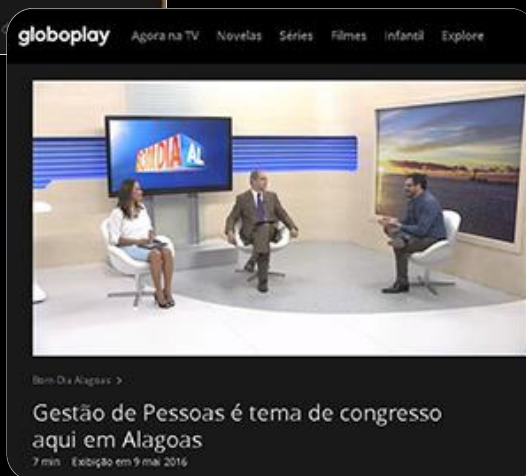 globoplay Agora na TV Novelas Séries Filmes Infantil Explore
BOM DIA AL
Bom Dia Alagoas >
Gestão de Pessoas é tema de congresso
aqui em Alagoas
7 min Exibição em 9 mai 2016